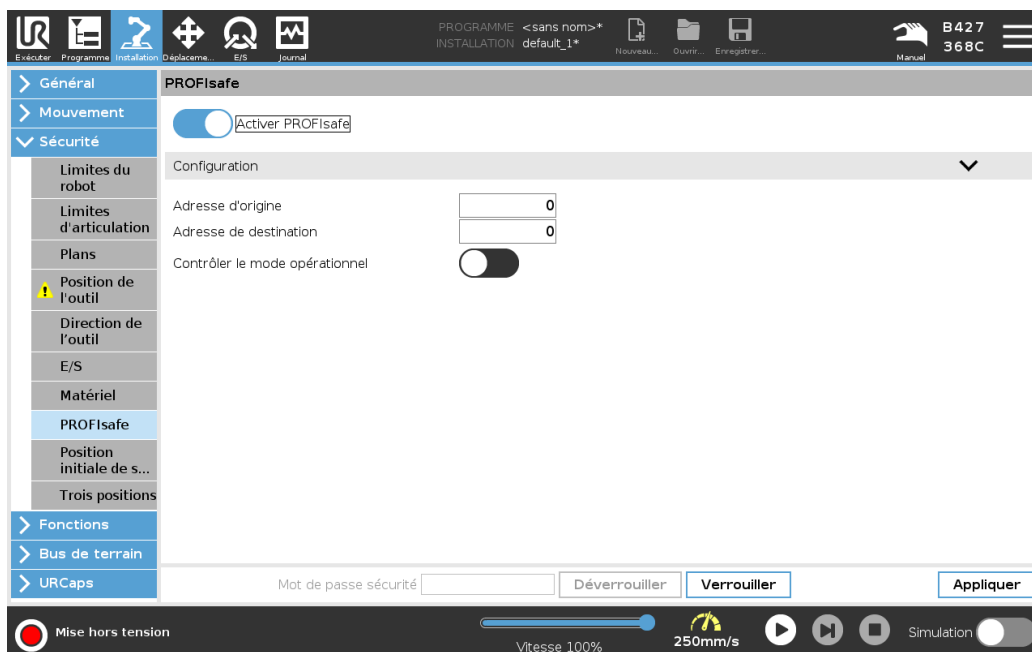 UR
PROGRAMME <sans nom>*
INSTALLATION default_1*
B427
368C
Exécuter Programme Installation Déplaceme... E/S Journal
Nouveau... Ouvrir... Enregistrer...
Manuel
Général
Mouvement
Sécurité
Limites du
robot
Limites
d'articulation
Plans
Position de
l'outil
Direction de
l'outil
E/S
Matériel
PROFIsafe
Position
initiale de s...
Trois positions
Fonctions
Bus de terrain
URCaps
PROFIsafe
Activer PROFIsafe
Configuration
Adresse d'origine 0
Adresse de destination 0
Contrôler le mode opérationnel
Mot de passe sécurité Déverrouiller Verrouiller Appliquer
Mise hors tension
Vitesse 100%
250mm/s
Simulation